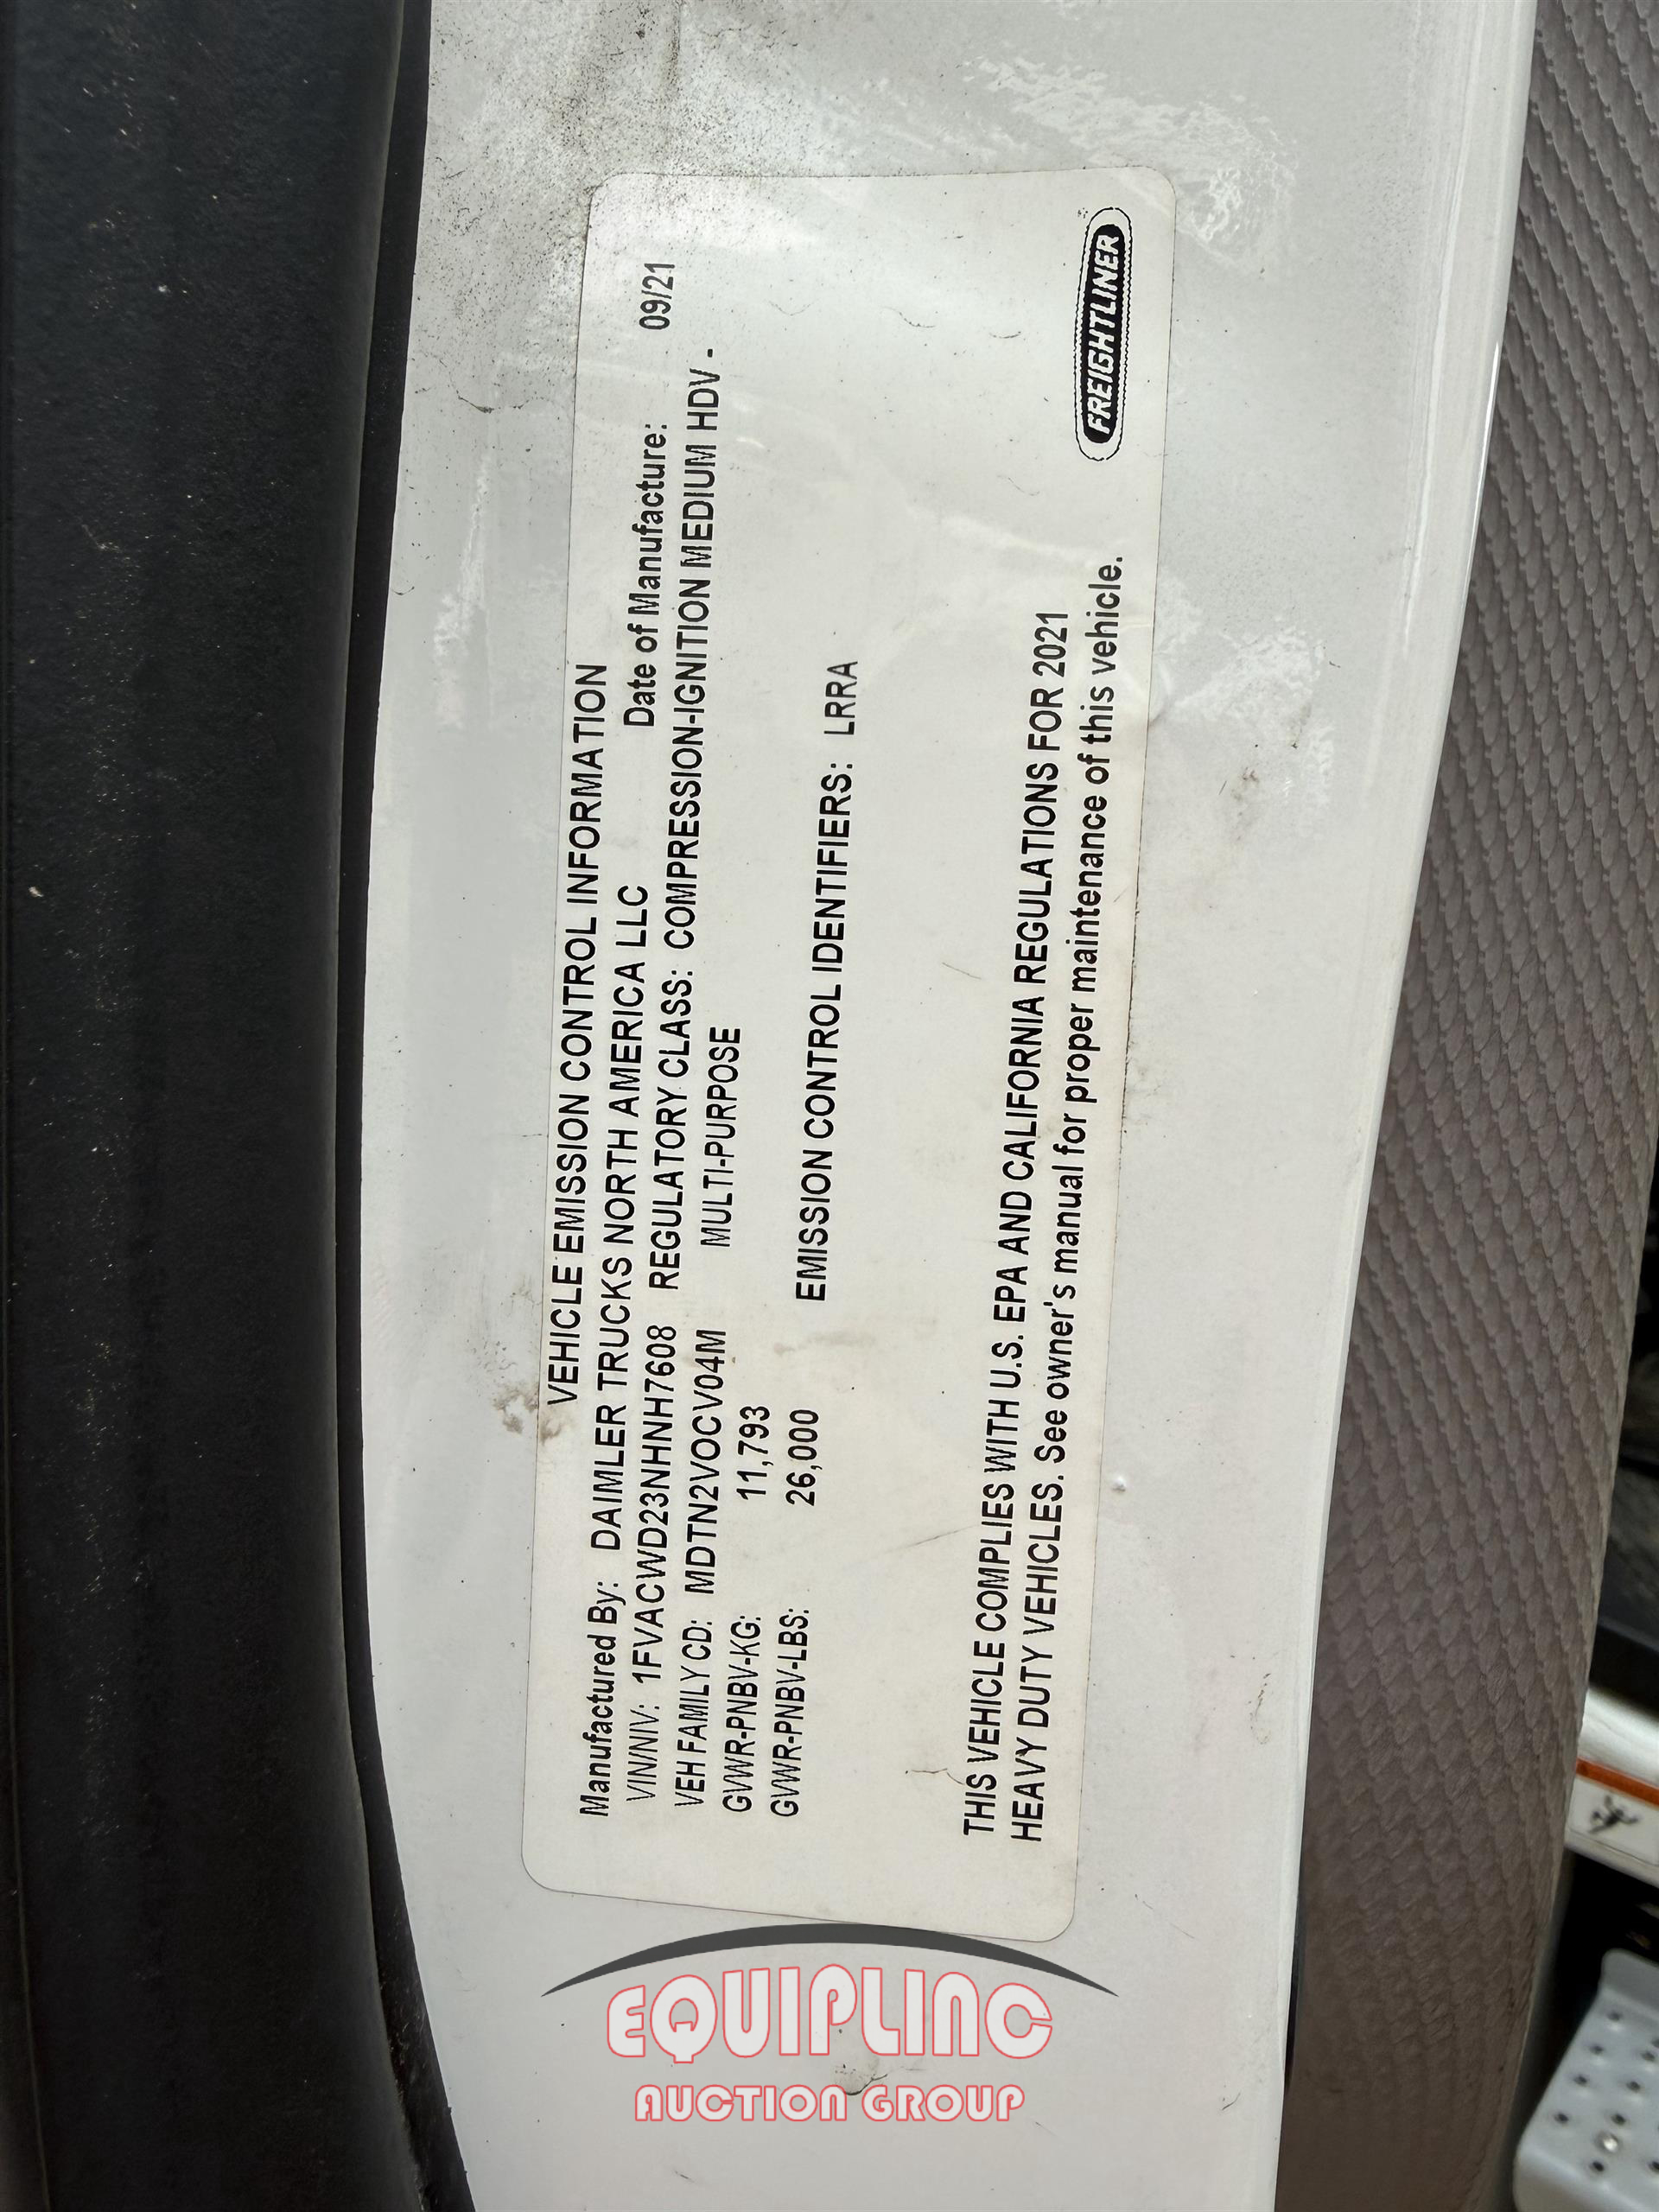 VEHICLE EMISSION CONTROL INFORMATION
Manufactured By: DAIMLER TRUCKS NORTH AMERICA LLC Date of Manufacture: 09/21
VIN/NIV: 1FVACWD23NHNH7608 REGULATORY CLASS: COMPRESSION-IGNITION MEDIUM HDV -
VEH FAMILY CD: MDTN2VOCV04M MULTI-PURPOSE
GVWR-PNBV-KG: 11,793
GVWR-PNBV-LBS: 26,000 EMISSION CONTROL IDENTIFIERS: LRRA
THIS VEHICLE COMPLIES WITH U.S. EPA AND CALIFORNIA REGULATIONS FOR 2021
HEAVY DUTY VEHICLES. See owner's manual for proper maintenance of this vehicle.
FREIGHTLINER
EQUIPLINC
AUCTION GROUP